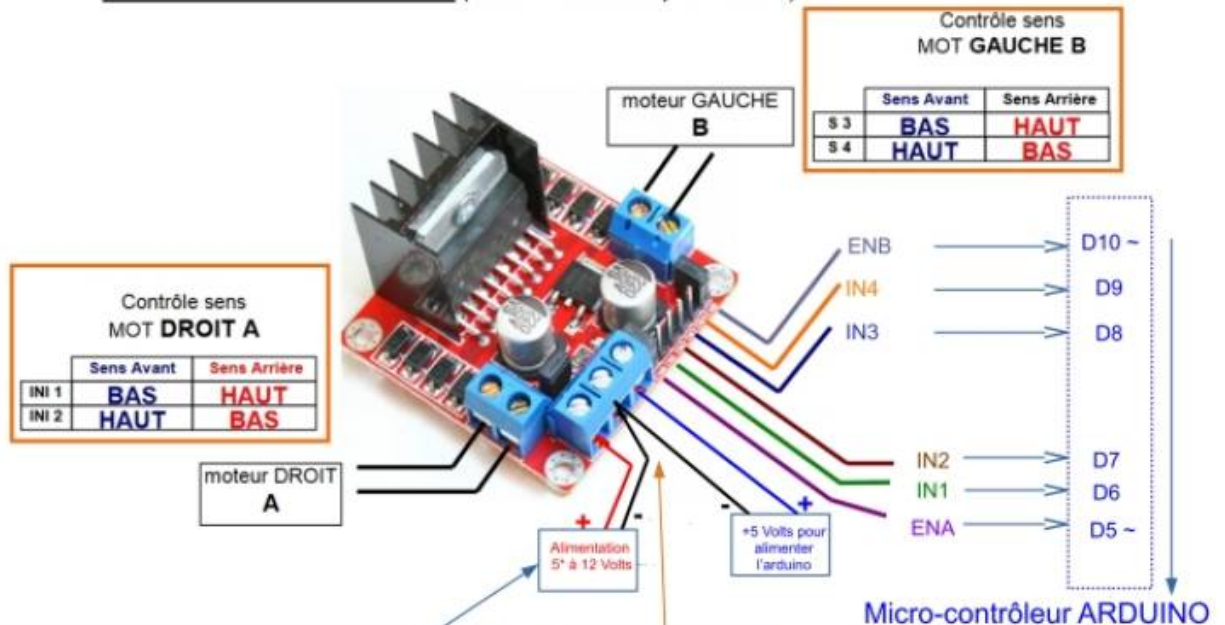 Contrôle sens
MOT GAUCHE B
Sens Avant Sens Arrière
S 3 BAS HAUT
S 4 HAUT BAS
moteur GAUCHE
B
ENB D10 ~
IN4 D9
IN3 D8
Contrôle sens
MOT DROIT A
Sens Avant Sens Arrière
INI 1 BAS HAUT
INI 2 HAUT BAS
moteur DROIT
A
IN2 D7
IN1 D6
ENA D5 ~
+ -
Alimentation
5* à 12 Volts
- +
+5 Volts pour
alimenter
l'arduino
Micro-contrôleur ARDUINO